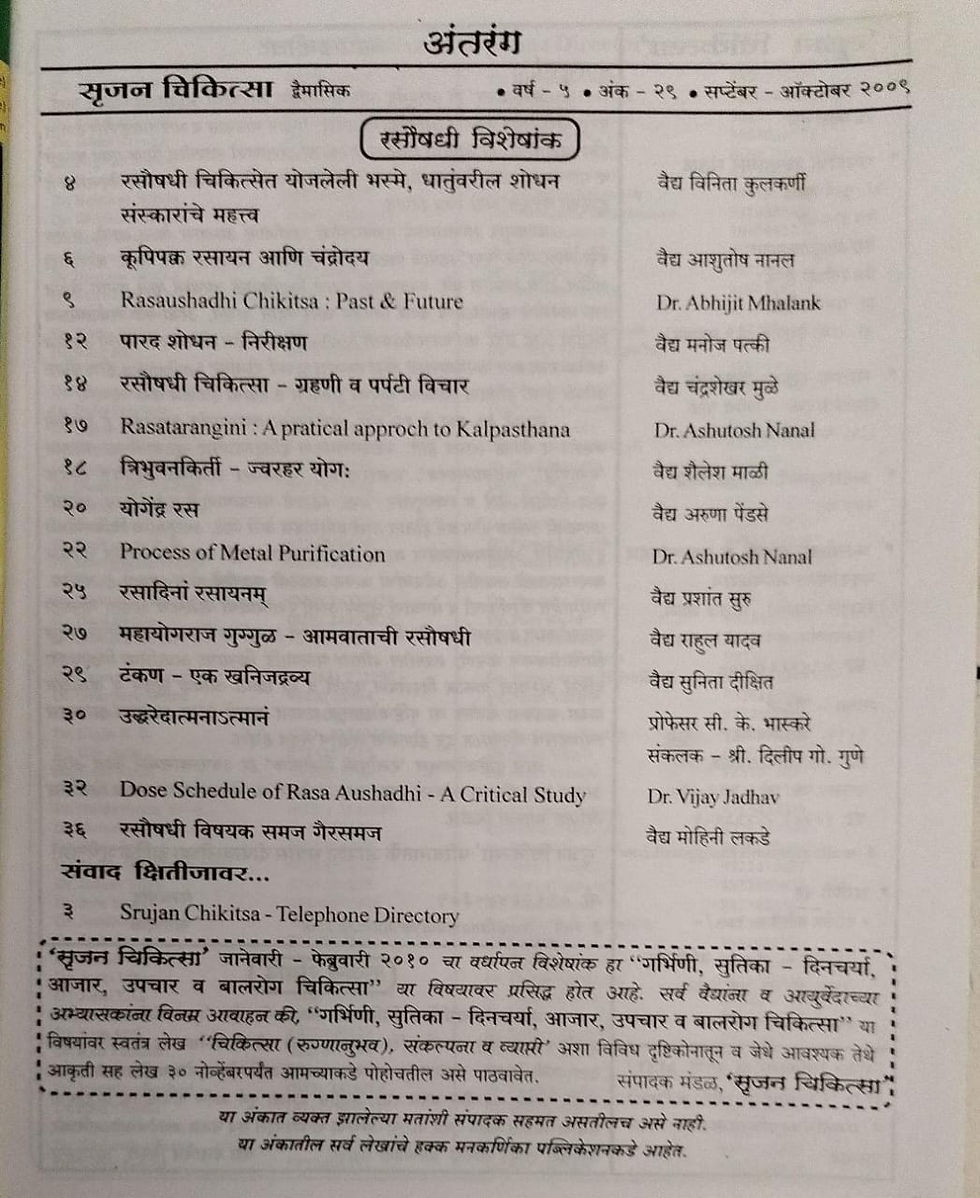 अंतरंग
सृजन चिकित्सा द्वैमासिक • वर्ष - ५ • अंक - २९ • सप्टेंबर - ऑक्टोबर २००९
रसौषधी विशेषांक
४ रसौषधी चिकित्सेत योजलेली भस्मे, धातुंवरील शोधन वैद्य विनिता कुलकर्णी
संस्कारांचे महत्त्व
६ कूपिपक्व रसायन आणि चंद्रोदय वैद्य आशुतोष नानल
९ Rasaushadhi Chikitsa : Past & Future Dr. Abhijit Mhalank
१२ पारद शोधन - निरीक्षण वैद्य मनोज पत्की
१४ रसौषधी चिकित्सा - ग्रहणी व पर्पटी विचार वैद्य चंद्रशेखर मुळे
१७ Rasatarangini : A pratical approch to Kalpasthana Dr. Ashutosh Nanal
१८ त्रिभुवनकिर्ती - ज्वरहर योग: वैद्य शैलेश माळी
२० योगेंद्र रस वैद्य अरुणा पेंडसे
२२ Process of Metal Purification Dr. Ashutosh Nanal
२५ रसादिनां रसायनम् वैद्य प्रशांत सुरु
२७ महायोगराज गुग्गुळ - आमवाताची रसौषधी वैद्य राहुल यादव
२९ टंकण - एक खनिजद्रव्य वैद्य सुनिता दीक्षित
३० उद्धरेदात्मनाऽत्मानं प्रोफेसर सी. के. भास्करे
संकलक - श्री. दिलीप गो. गुणे
३२ Dose Schedule of Rasa Aushadhi - A Critical Study Dr. Vijay Jadhav
३६ रसौषधी विषयक समज गैरसमज वैद्य मोहिनी लकडे
संवाद क्षितीजावर...
३ Srujan Chikitsa - Telephone Directory
'सृजन चिकित्सा' जानेवारी - फेब्रुवारी २०१० चा वर्धापन विशेषांक हा "गर्भिणी, सुतिका - दिनचर्या,
आजार, उपचार व बालरोग चिकित्सा" या विषयावर प्रसिद्ध होत आहे. सर्व वैद्यांना व आयुर्वेदाच्या
अभ्यासकांना विनम्र आवाहन की, "गर्भिणी, सुतिका - दिनचर्या, आजार, उपचार व बालरोग चिकित्सा" या
विषयांवर स्वतंत्र लेख "चिकित्सा (रुग्णानुभव), संकल्पना व व्याप्ती' अशा विविध दृष्टिकोनातून व जेथे आवश्यक तेथे
आकृती सह लेख ३० नोव्हेंबरपर्यंत आमच्याकडे पोहोचतील असे पाठवावेत. संपादक मंडळ, 'सृजन चिकित्सा'
या अंकात व्यक्त झालेल्या मतांशी संपादक सहमत असतीलच असे नाही.
या अंकातील सर्व लेखांचे हक्क मनकर्णिका पब्लिकेशनकडे आहेत.